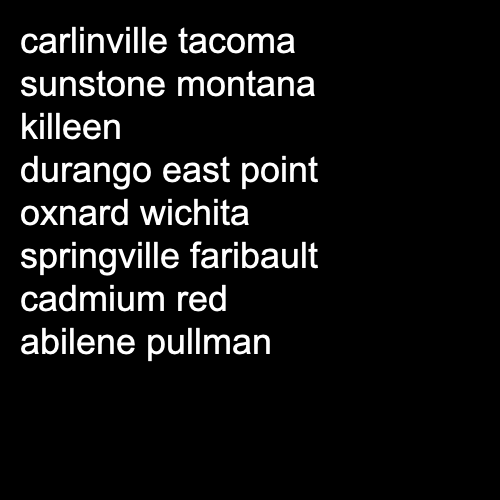 carlinville tacoma
sunstone montana
killeen
durango east point
oxnard wichita
springville faribault
cadmium red
abilene pullman